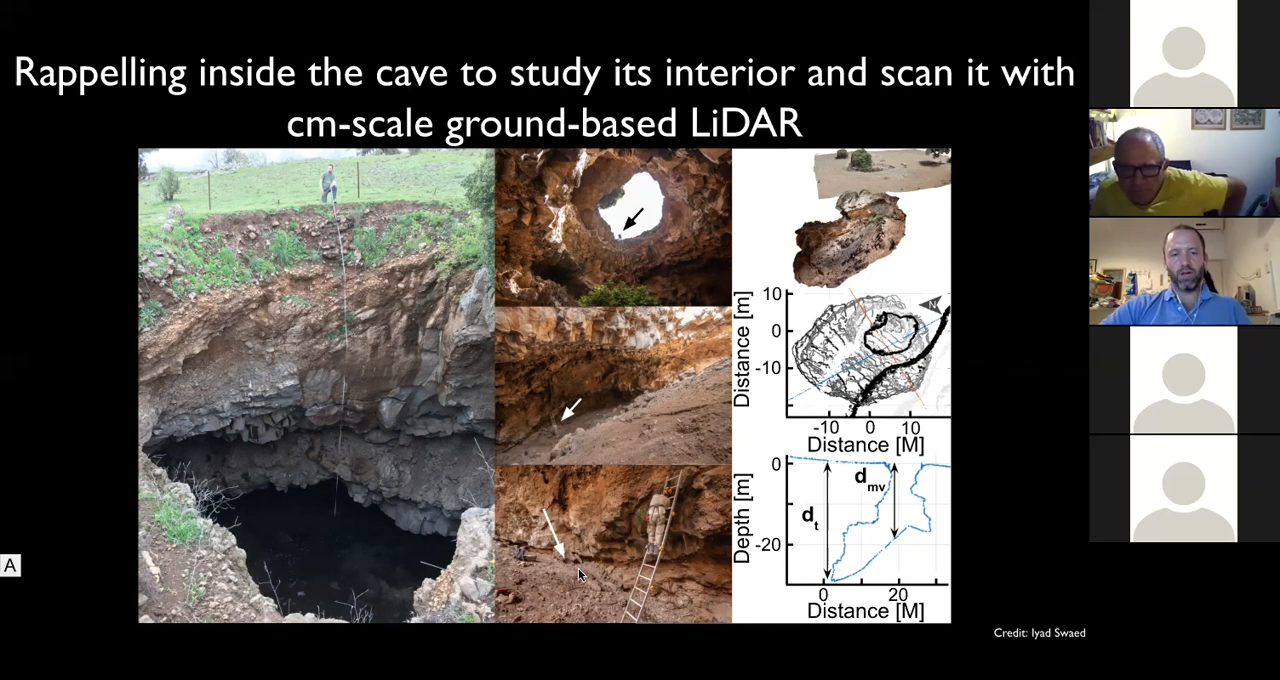 Rappelling inside the cave to study its interior and scan it with
cm-scale ground-based LiDAR
10
0
-10
Distance [m]
N
-10 0 10
Distance [M]
0
-20
Depth [m]
d_t
d_mv
0 20
Distance [M]
A
Credit: Iyad Swaed